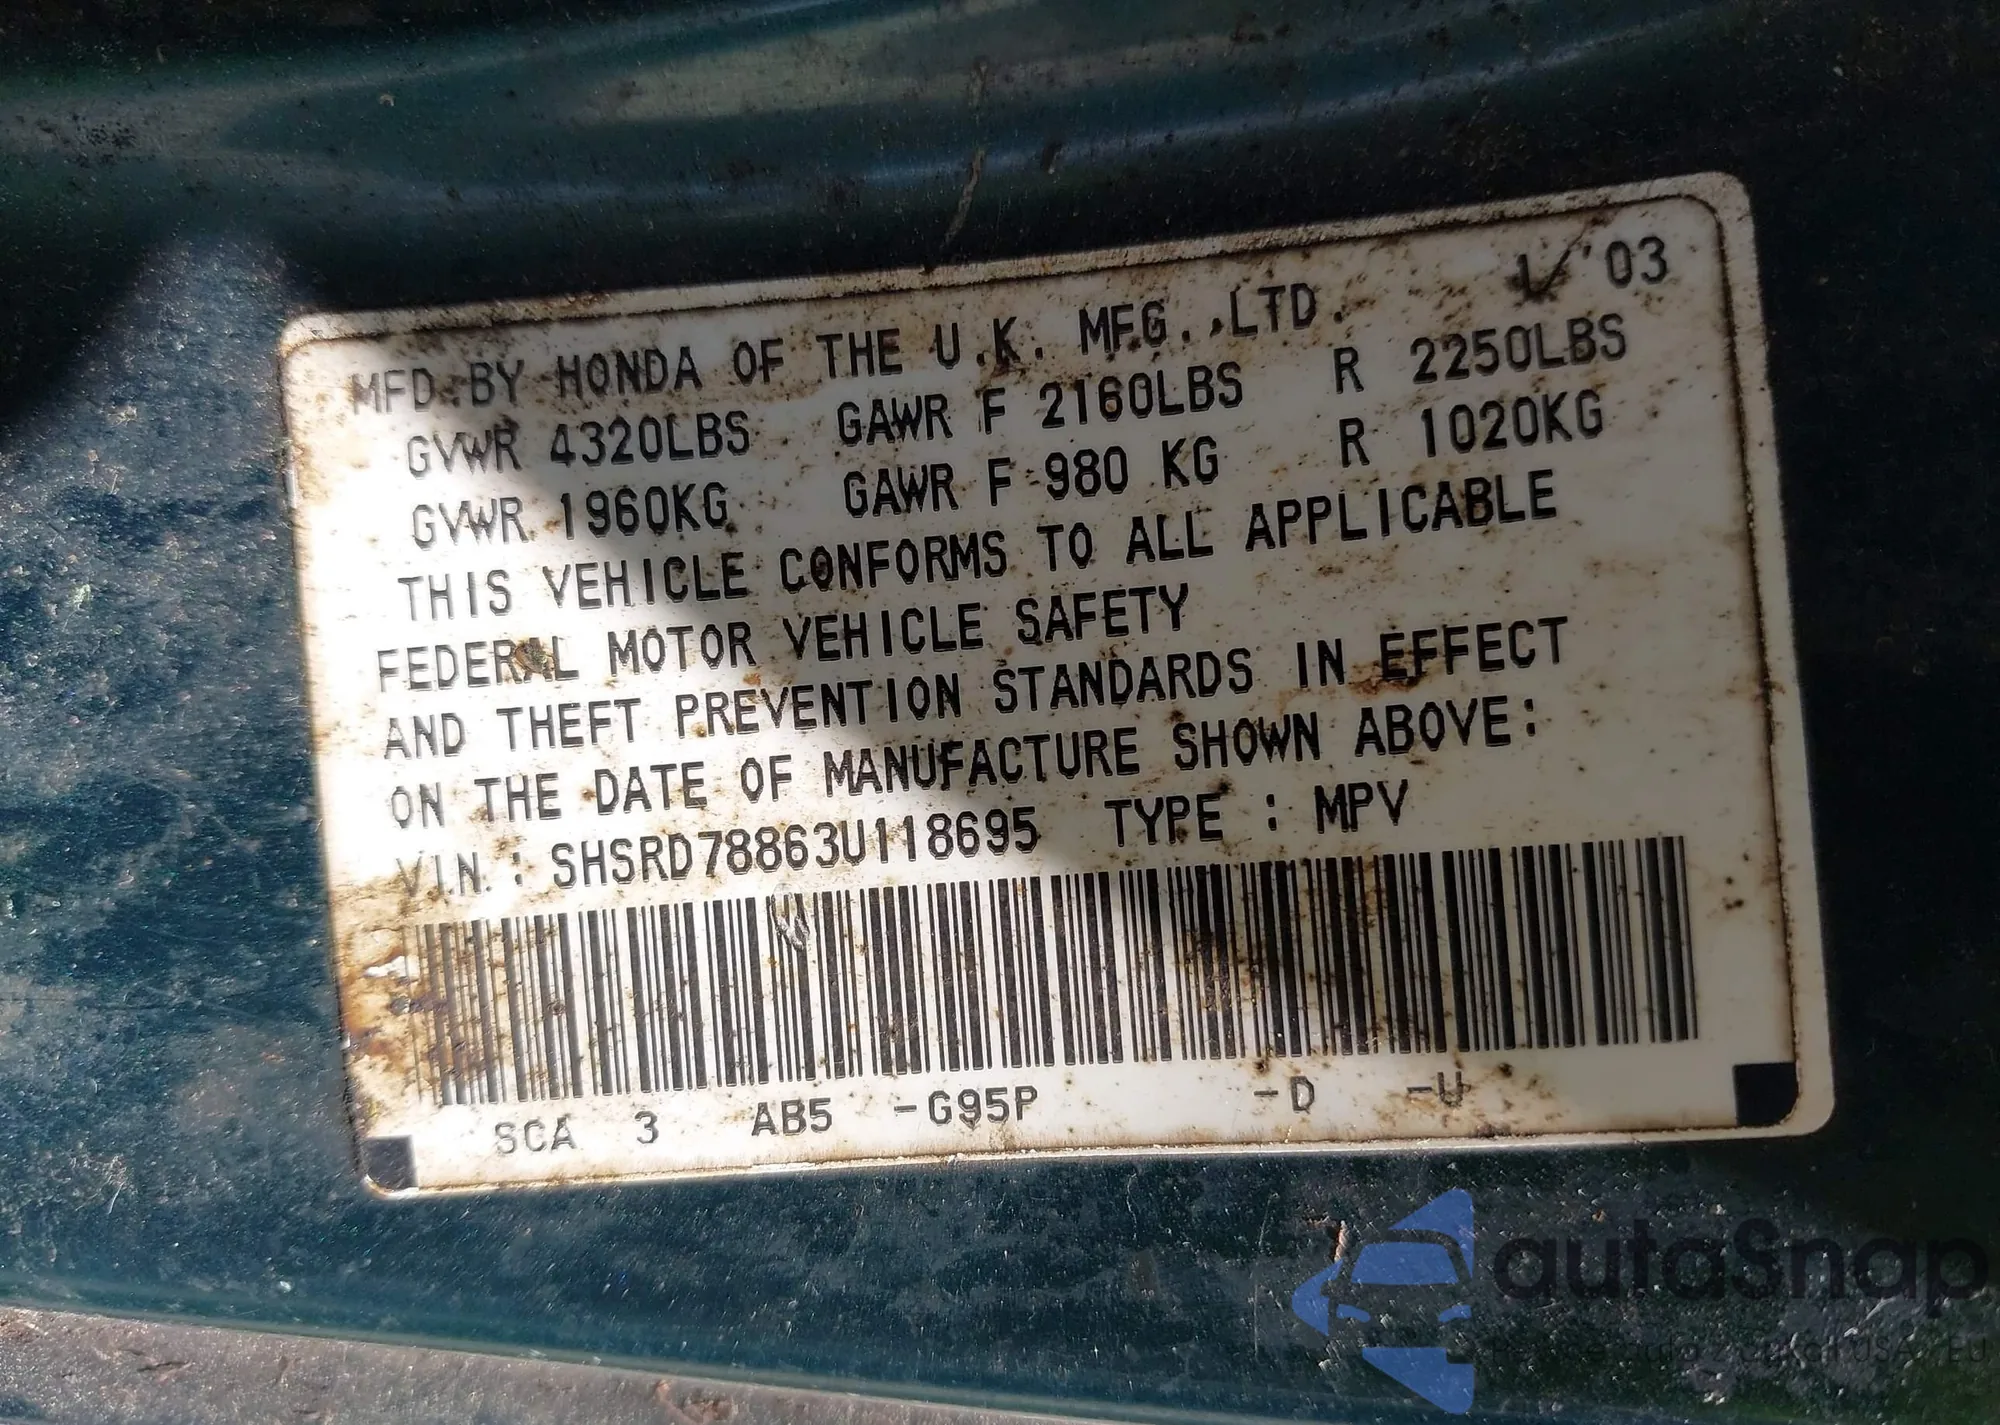 MFD. BY HONDA OF THE U.K. MFG., LTD. 1/'03
GVWR 4320LBS GAWR F 2160LBS R 2250LBS
GVWR 1960KG GAWR F 980 KG R 1020KG
THIS VEHICLE CONFORMS TO ALL APPLICABLE
FEDERAL MOTOR VEHICLE SAFETY
AND THEFT PREVENTION STANDARDS IN EFFECT
ON THE DATE OF MANUFACTURE SHOWN ABOVE:
V.I.N. : SHSRD78863U118695 TYPE : MPV
SCA 3 AB5 -G95P -D -U
autaSnap